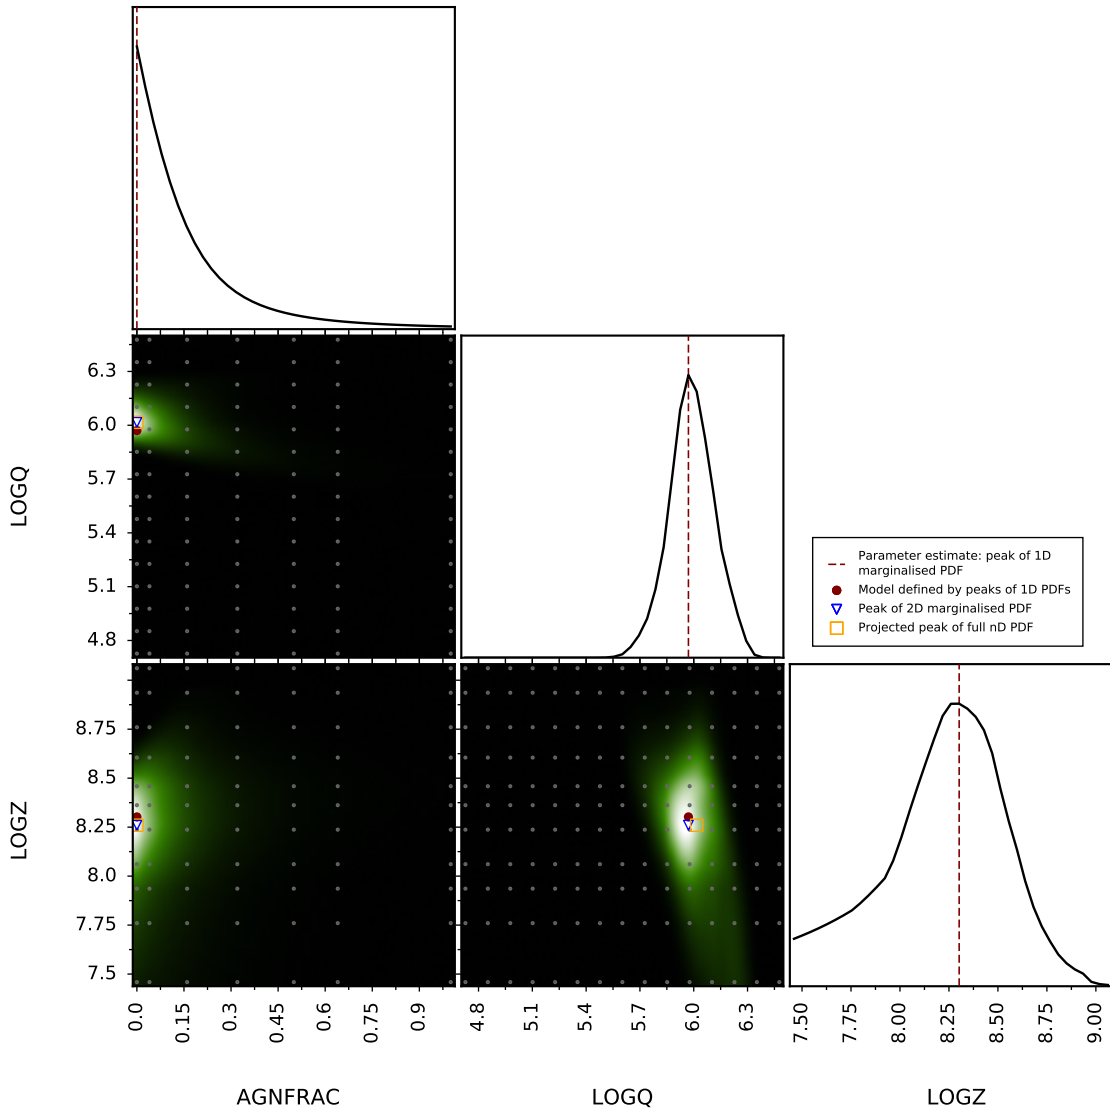 6.3
6.0
5.7
5.4
5.1
4.8
LOGQ
Parameter estimate: peak of 1D
marginalised PDF
Model defined by peaks of 1D PDFs
Peak of 2D marginalised PDF
Projected peak of full nD PDF
8.75
8.5
8.25
8.0
7.75
7.5
LOGZ
0.0 0.15 0.3 0.45 0.6 0.75 0.9
4.8 5.1 5.4 5.7 6.0 6.3
7.50 7.75 8.00 8.25 8.50 8.75 9.00
AGNFRAC LOGQ LOGZ